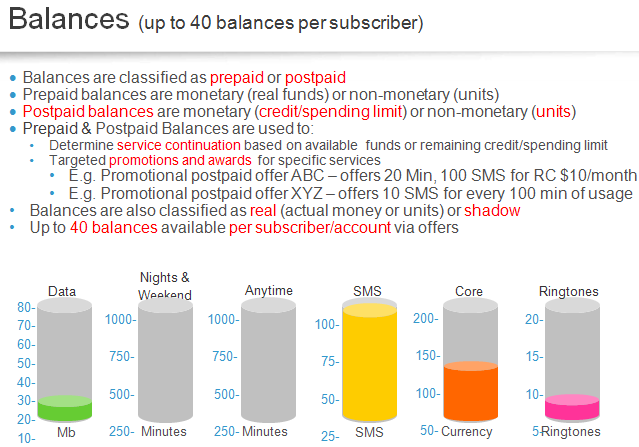 Balances (up to 40 balances per subscriber)
• Balances are classified as prepaid or postpaid
• Prepaid balances are monetary (real funds) or non-monetary (units)
• Postpaid balances are monetary (credit/spending limit) or non-monetary (units)
• Prepaid & Postpaid Balances are used to:
• Determine service continuation based on available funds or remaining credit/spending limit
• Targeted promotions and awards for specific services
• E.g. Promotional postpaid offer ABC – offers 20 Min, 100 SMS for RC $10/month
• E.g. Promotional postpaid offer XYZ – offers 10 SMS for every 100 min of usage
• Balances are also classified as real (actual money or units) or shadow
• Up to 40 balances available per subscriber/account via offers
Data
80-
70-
60-
50-
40-
30-
20-
10-
Mb
Nights &
Weekend
1000-
750-
500-
250-
Minutes
Anytime
1000-
750-
500-
250-
Minutes
SMS
100-
75-
50-
25-
SMS
Core
200-
150-
100-
50-
Currency
Ringtones
20-
15-
10-
5-
Ringtones